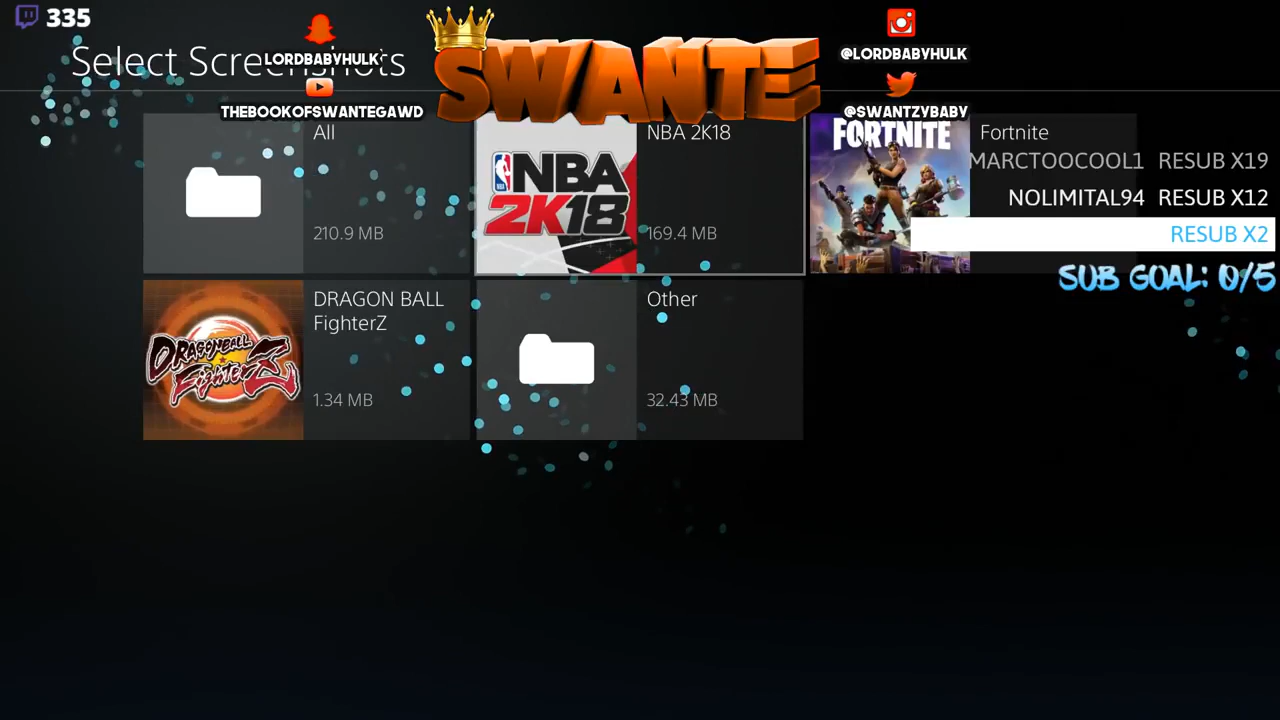 335
Select Screenshots
LORDBABYHULK
THEBOOKOFSWANTEGAWD
SWANTE
@LORDBABYHULK
@SWANTZYBABY
All
210.9 MB
NBA
2K18
NBA 2K18
169.4 MB
FORTNITE
Fortnite
MARCTOOCOOL1 RESUB X19
NOLIMITAL94 RESUB X12
RESUB X2
SUB GOAL: 0/5
DRAGONBALL
FighterZ
DRAGON BALL
FighterZ
1.34 MB
Other
32.43 MB